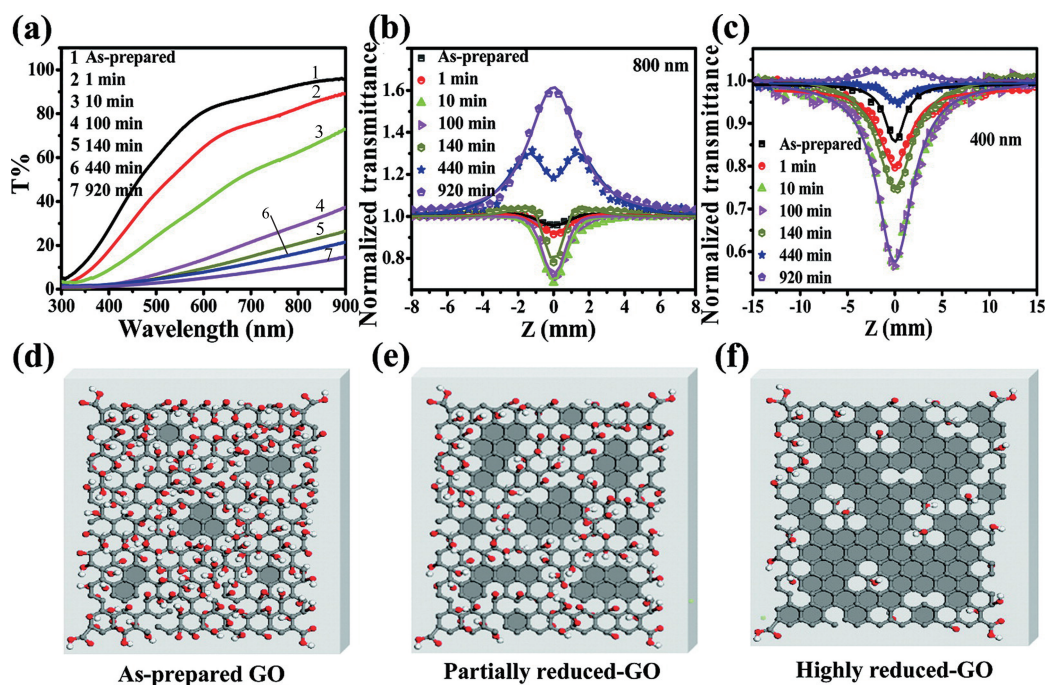 (a)
1 As-prepared
2 1 min
3 10 min
4 100 min
5 140 min
6 440 min
7 920 min
T%
100
80
60
40
20
0
1
2
3
4
5
6
7
300 400 500 600 700 800 900
Wavelength (nm)
(b)
Normalized transmittance
1.8
1.6
1.4
1.2
1.0
0.8
As-prepared
1 min
10 min
100 min
140 min
440 min
920 min
800 nm
-8 -6 -4 -2 0 2 4 6 8
Z (mm)
(c)
Normalized transmittance
1.0
0.9
0.8
0.7
0.6
As-prepared
1 min
10 min
100 min
140 min
440 min
920 min
400 nm
-15 -10 -5 0 5 10 15
Z (mm)
(d)
As-prepared GO
(e)
Partially reduced-GO
(f)
Highly reduced-GO